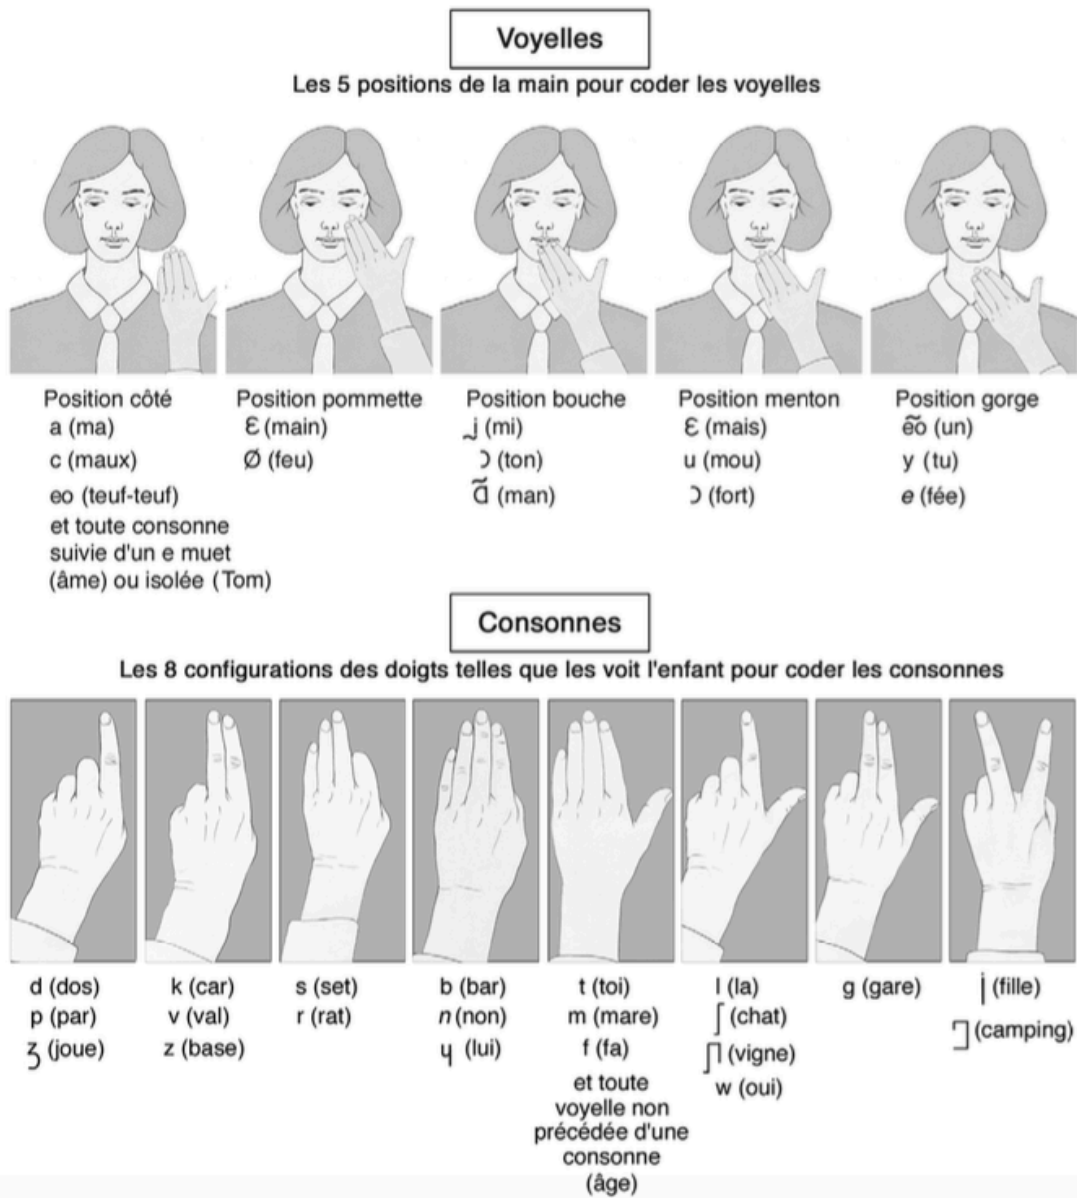 Voyelles
Les 5 positions de la main pour coder les voyelles
Position côté
a (ma)
c (maux)
eo (teuf-teuf)
et toute consonne
suivie d'un e muet
(âme) ou isolée (Tom)
Position pommette
Ɛ (main)
Ø (feu)
Position bouche
j (mi)
ɔ (ton)
ɑ̃ (man)
Position menton
Ɛ (mais)
u (mou)
ɔ (fort)
Position gorge
ẽõ (un)
y (tu)
e (fée)
Consonnes
Les 8 configurations des doigts telles que les voit l'enfant pour coder les consonnes
d (dos)
p (par)
ʒ (joue)
k (car)
v (val)
z (base)
s (set)
r (rat)
b (bar)
n (non)
ɥ (lui)
t (toi)
m (mare)
f (fa)
et toute
voyelle non
précédée d'une
consonne
(âge)
l (la)
ʃ (chat)
(vigne)
w (oui)
g (gare)
j (fille)
(camping)